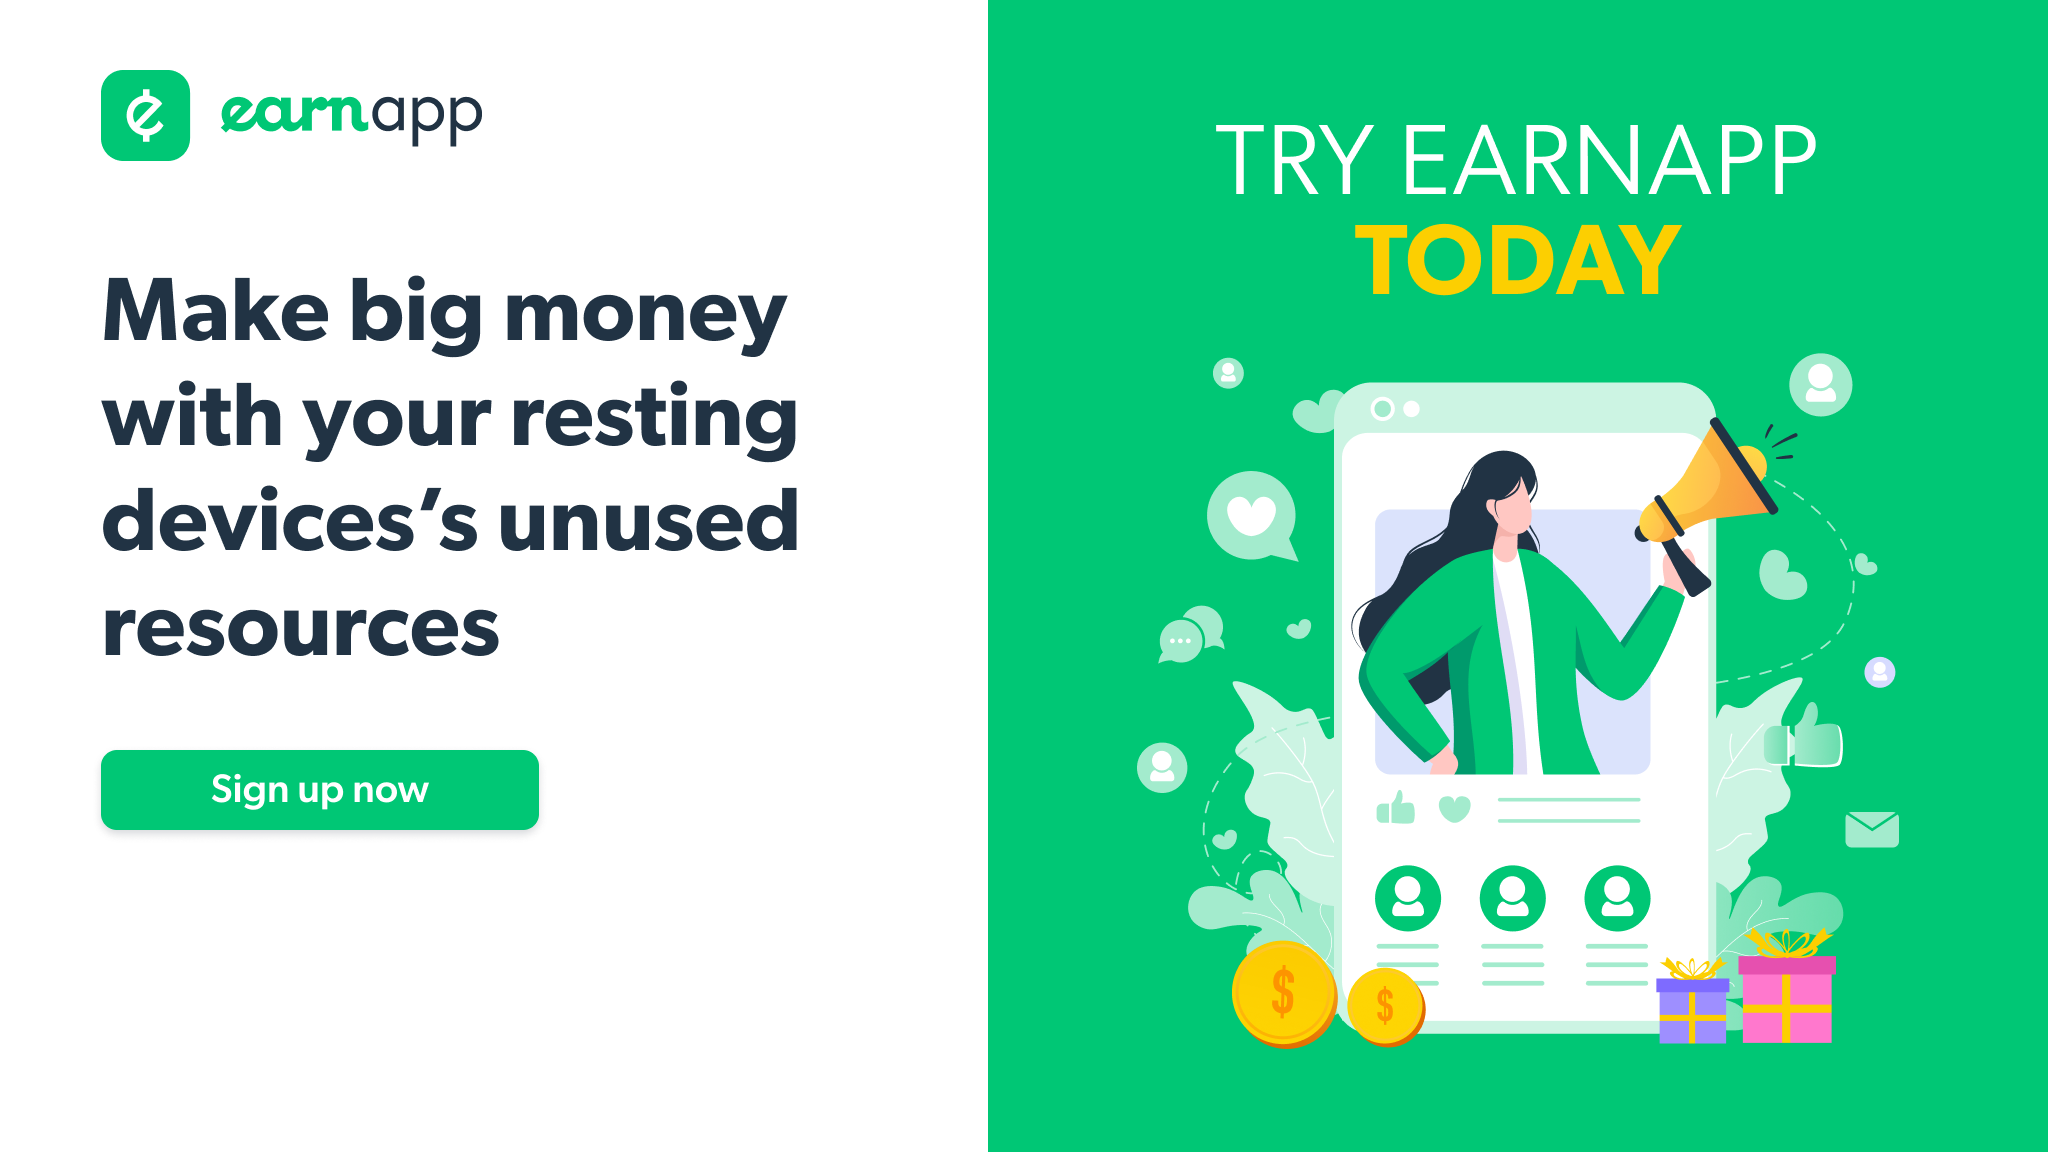 earnapp
Make big money
with your resting
devices’s unused
resources
Sign up now
TRY EARNAPP
TODAY
$
$